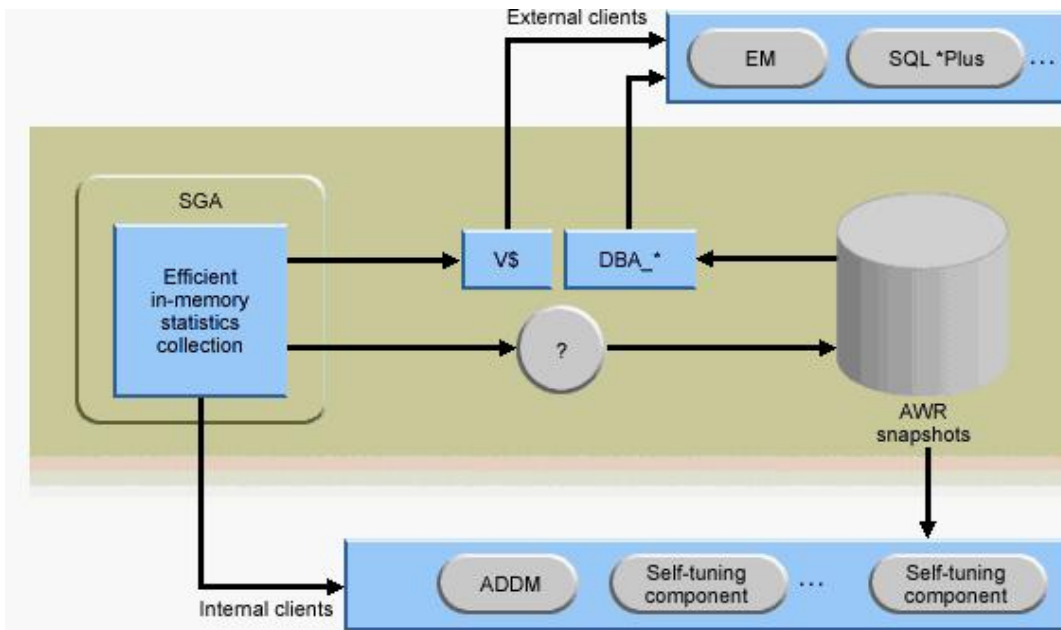 External clients
EM
SQL *Plus
...
SGA
Efficient
in-memory
statistics
collection
V$
DBA_*
?
AWR
snapshots
Internal clients
ADDM
Self-tuning
component
...
Self-tuning
component